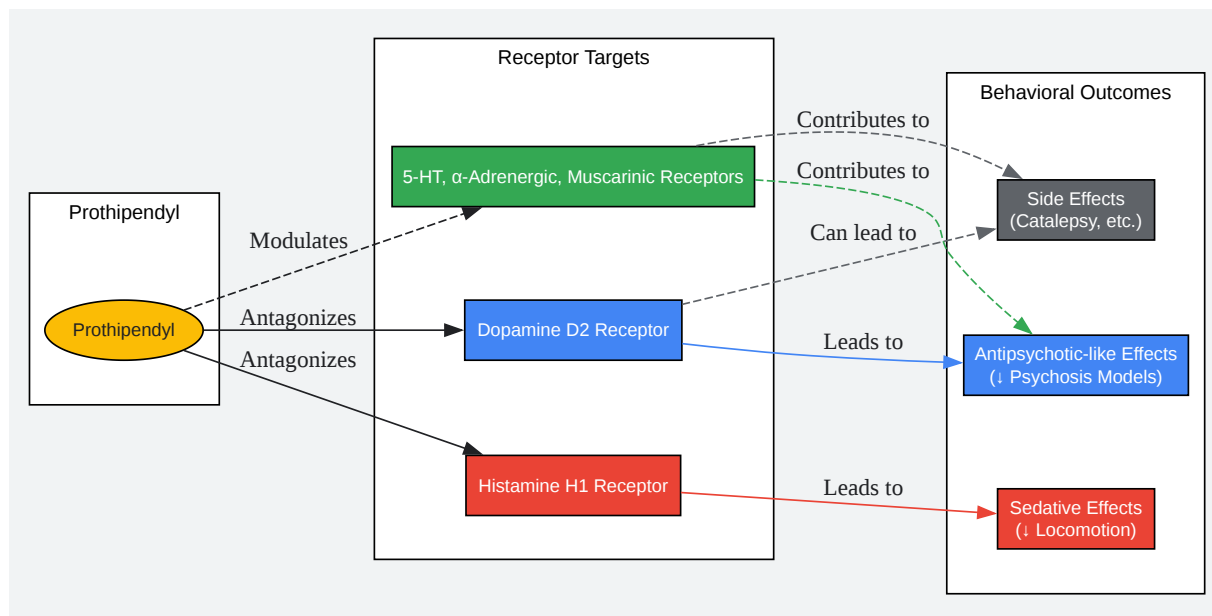 Prothipendyl
Prothipendyl
Modulates
Antagonizes
Antagonizes
Receptor Targets
5-HT, α-Adrenergic, Muscarinic Receptors
Dopamine D2 Receptor
Histamine H1 Receptor
Contributes to
Contributes to
Can lead to
Leads to
Leads to
Behavioral Outcomes
Side Effects
(Catalepsy, etc.)
Antipsychotic-like Effects
(↓ Psychosis Models)
Sedative Effects
(↓ Locomotion)